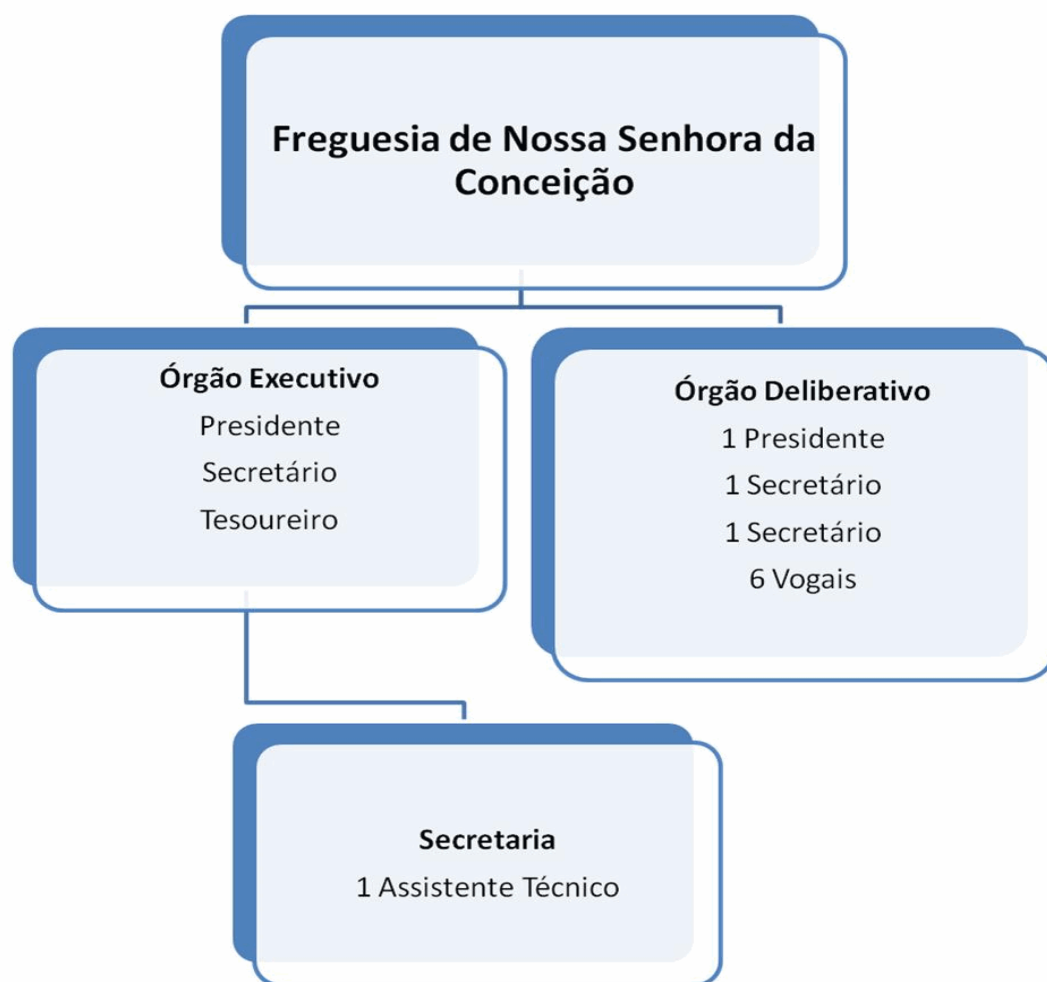 Freguesia de Nossa Senhora da
Conceição
Órgão Executivo
Presidente
Secretário
Tesoureiro
Órgão Deliberativo
1 Presidente
1 Secretário
1 Secretário
6 Vogais
Secretaria
1 Assistente Técnico